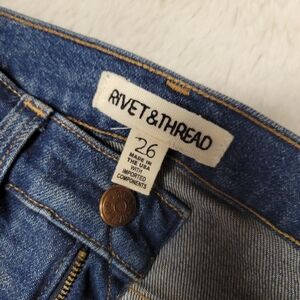 RIVET & THREAD
26
MADE IN
THE USA
WITH
IMPORTED
COMPONENTS